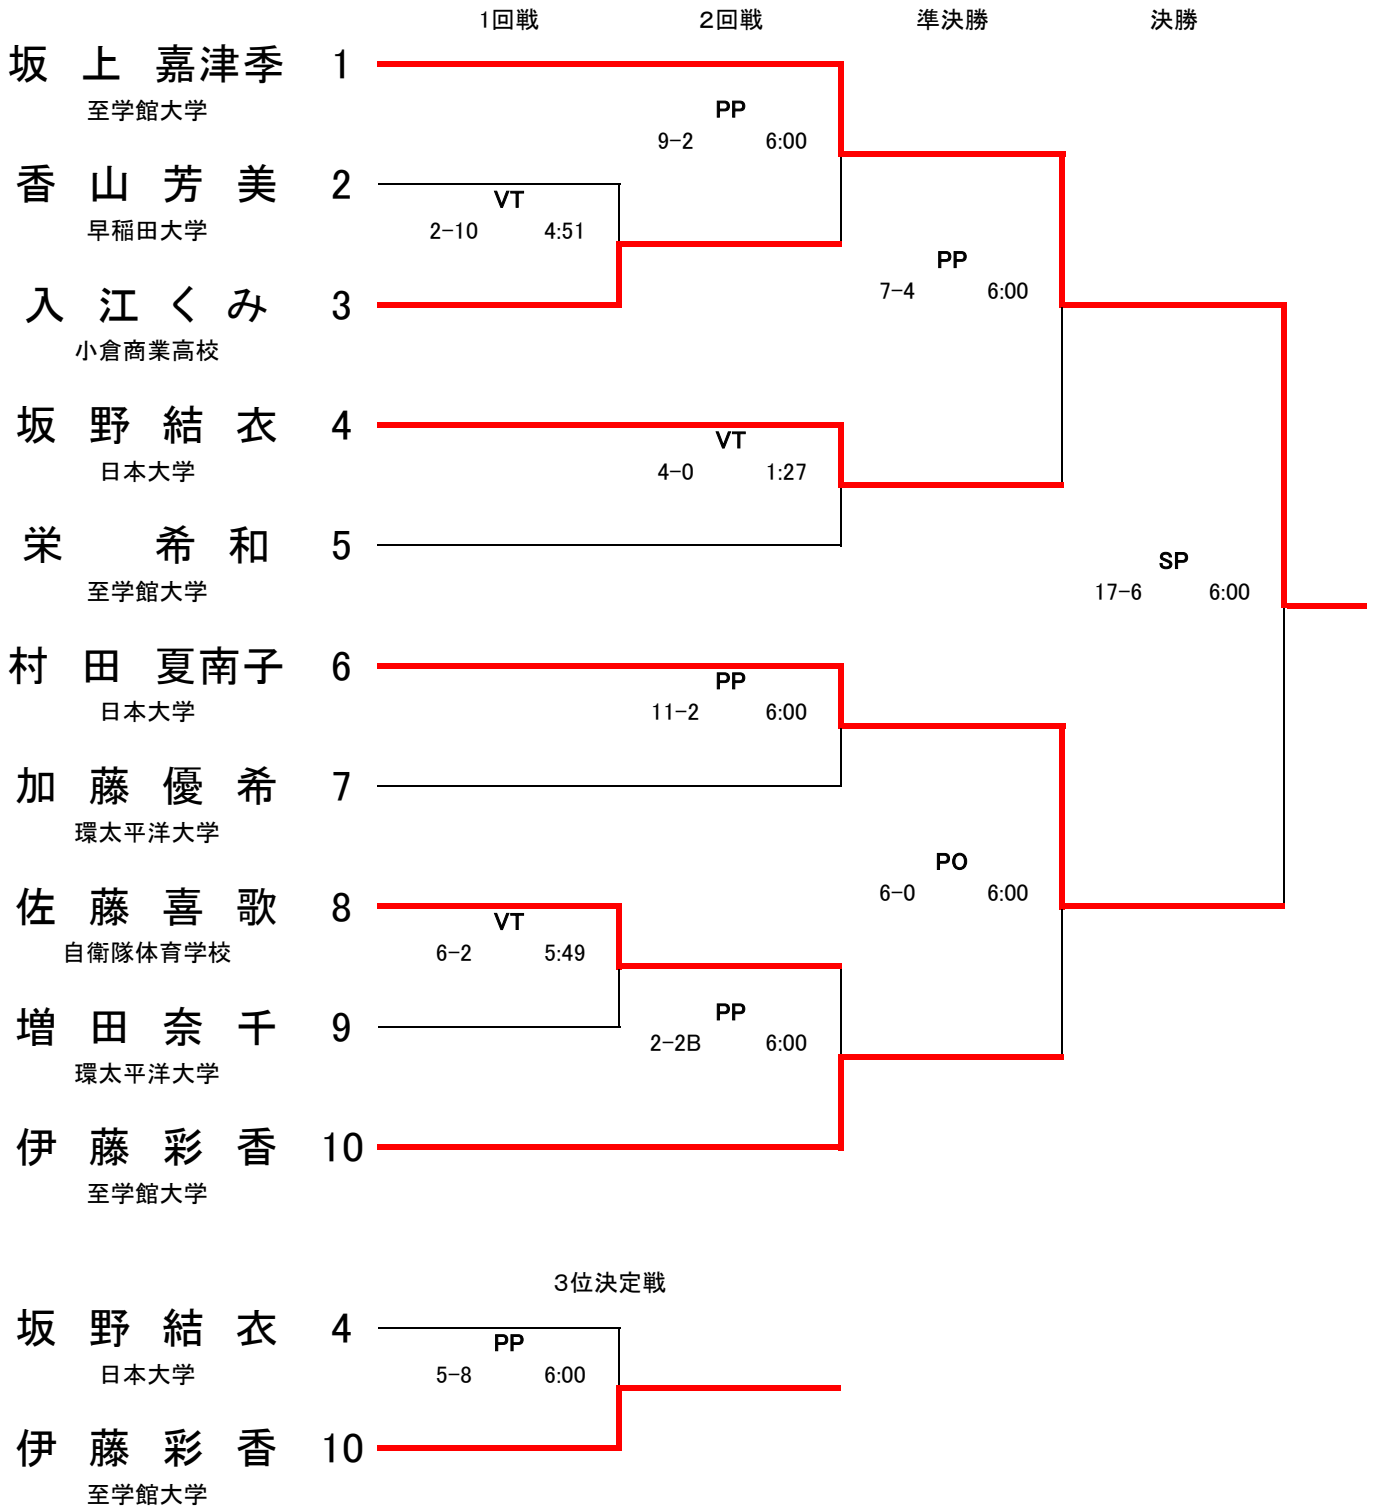 1回戦 2回戦 準決勝 決勝
坂 上 嘉津季 1
至学館大学
PP
9-2 6:00
香 山 芳 美 2
早稲田大学
VT
2-10 4:51
入 江 く み 3
小倉商業高校
PP
7-4 6:00
坂 野 結 衣 4
日本大学
VT
4-0 1:27
栄 希 和 5
至学館大学
SP
17-6 6:00
村 田 夏南子 6
日本大学
PP
11-2 6:00
加 藤 優 希 7
環太平洋大学
PO
6-0 6:00
佐 藤 喜 歌 8
自衛隊体育学校
VT
6-2 5:49
増 田 奈 千 9
環太平洋大学
PP
2-2B 6:00
伊 藤 彩 香 10
至学館大学
3位決定戦
坂 野 結 衣 4
日本大学
PP
5-8 6:00
伊 藤 彩 香 10
至学館大学